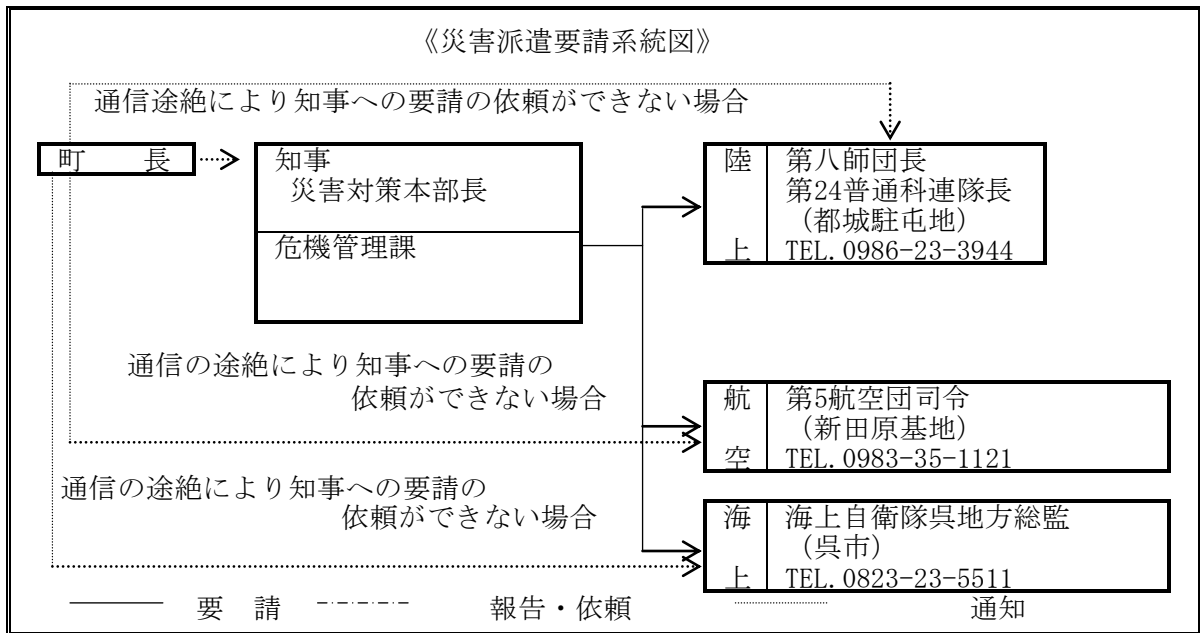 《災害派遣要請系統図》
通信途絶により知事への要請の依頼ができない場合
町　　長
知事
災害対策本部長
危機管理課
陸上
第八師団長
第24普通科連隊長
（都城駐屯地）
TEL.0986-23-3944
通信の途絶により知事への要請の
依頼ができない場合
航空
第5航空団司令
（新田原基地）
TEL.0983-35-1121
通信の途絶により知事への要請の
依頼ができない場合
海上
海上自衛隊呉地方総監
（呉市）
TEL.0823-23-5511
要　請　　報告・依頼　　通知